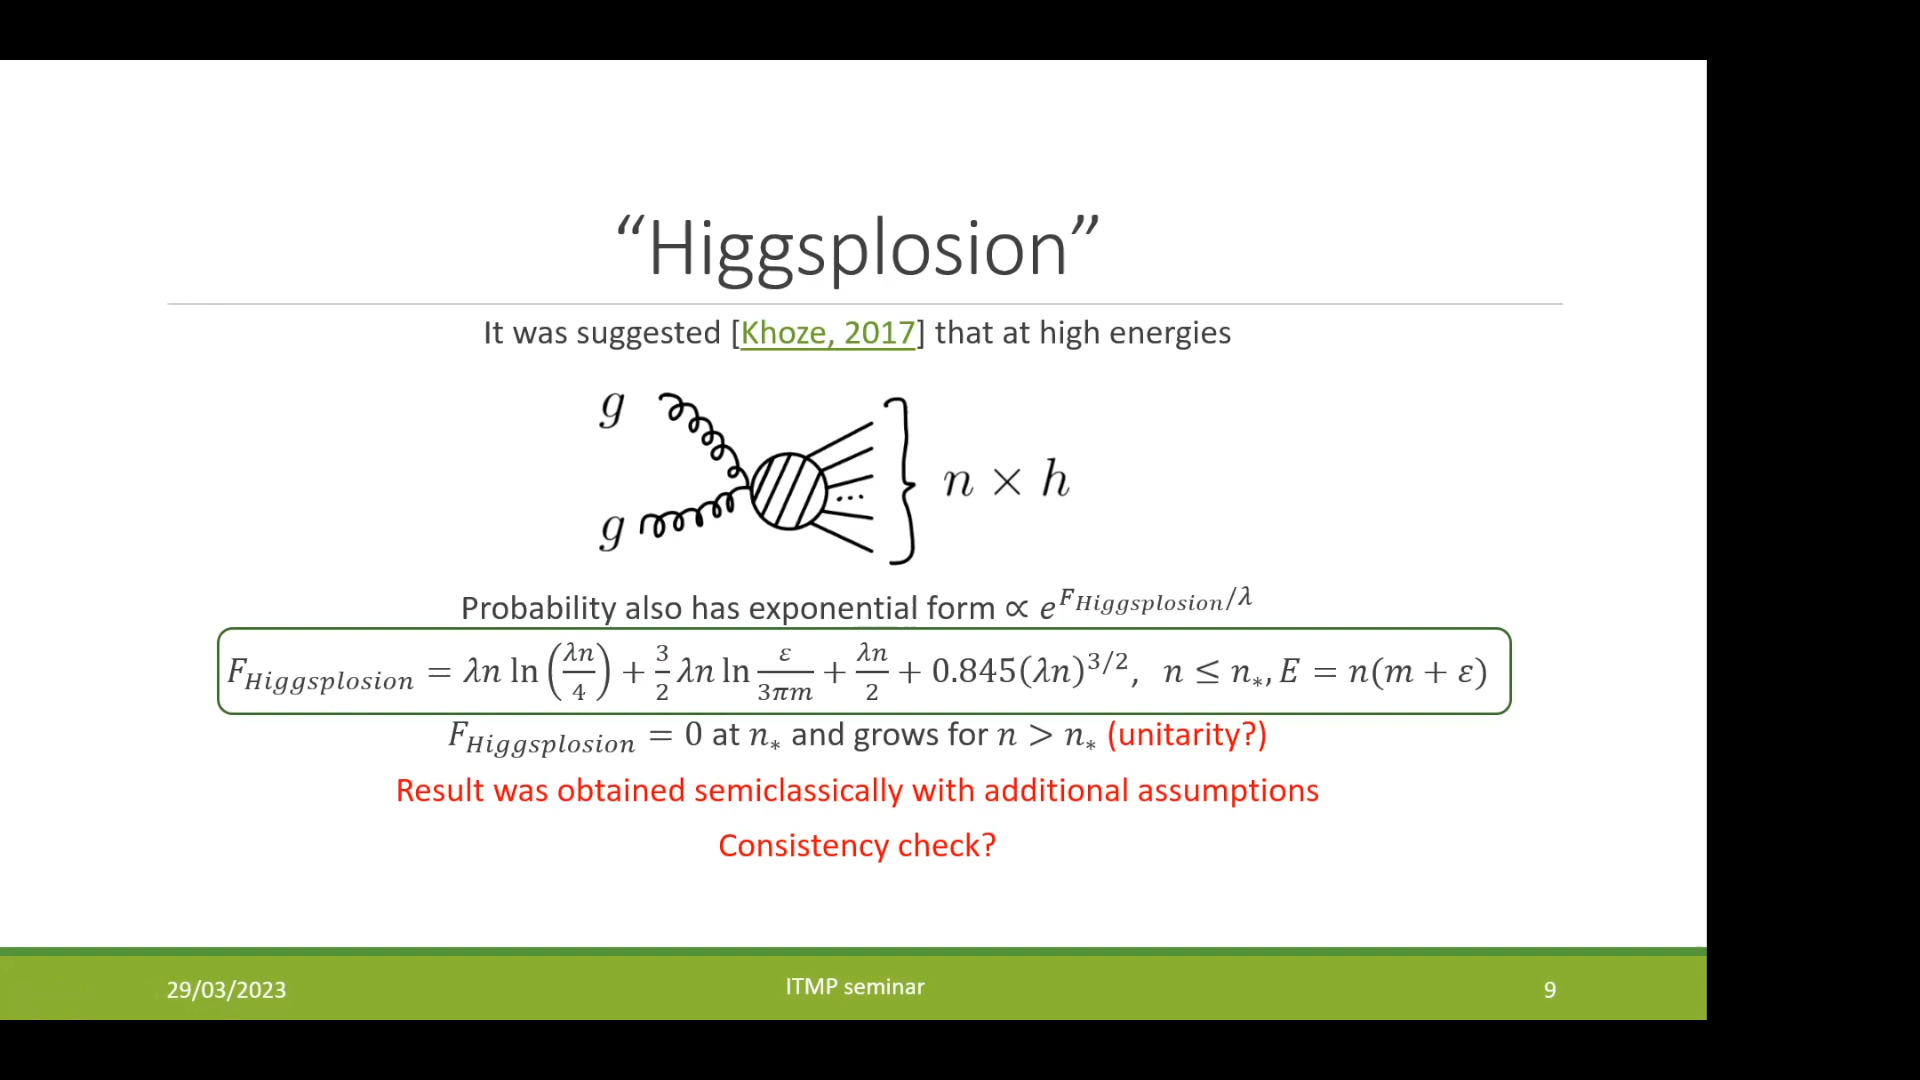 “Higgsplosion”
It was suggested [Khoze, 2017] that at high energies
g
g
n × h
Probability also has exponential form ∝ e^{F_{Higgsplosion}/λ}
F_{Higgsplosion} = λn ln (λn/4) + 3/2 λn ln ε/3πm + λn/2 + 0.845(λn)^{3/2}, n ≤ n_*, E = n(m + ε)
F_{Higgsplosion} = 0 at n_* and grows for n > n_* (unitarity?)
Result was obtained semiclassically with additional assumptions
Consistency check?
29/03/2023
ITMP seminar
9